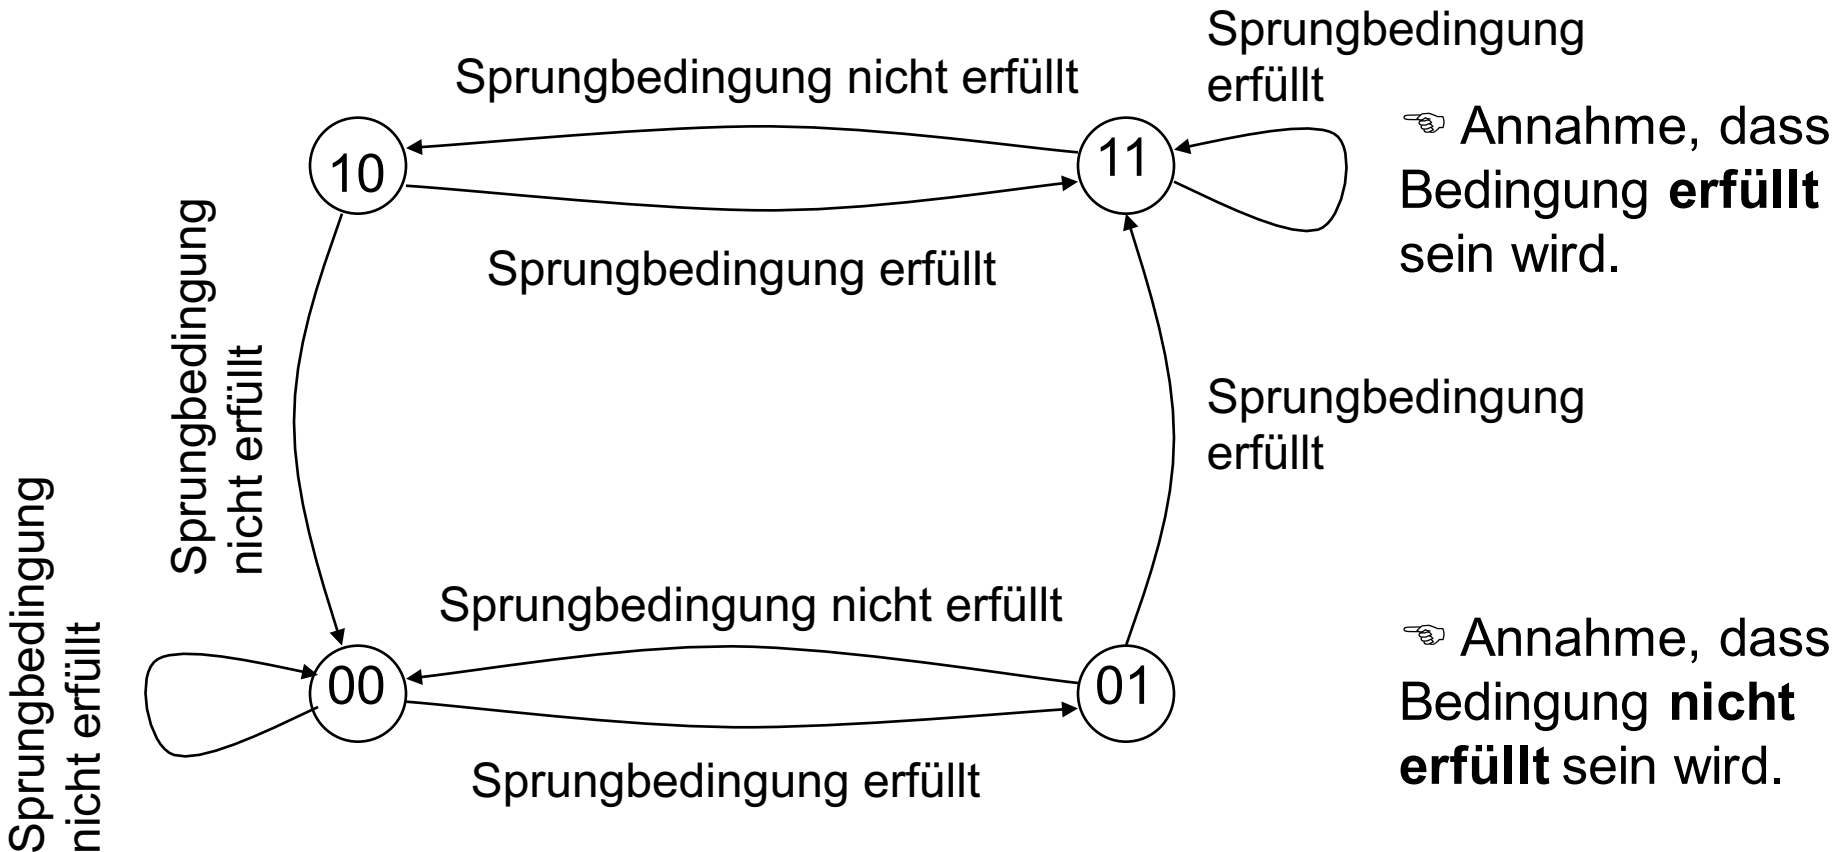 Sprungbedingung
erfüllt
Sprungbedingung nicht erfüllt
10
11
☜ Annahme, dass
Bedingung erfüllt
sein wird.
Sprungbedingung erfüllt
Sprungbedingung
nicht erfüllt
Sprungbedingung
erfüllt
Sprungbedingung
nicht erfüllt
Sprungbedingung nicht erfüllt
00
01
☜ Annahme, dass
Bedingung nicht
erfüllt sein wird.
Sprungbedingung erfüllt